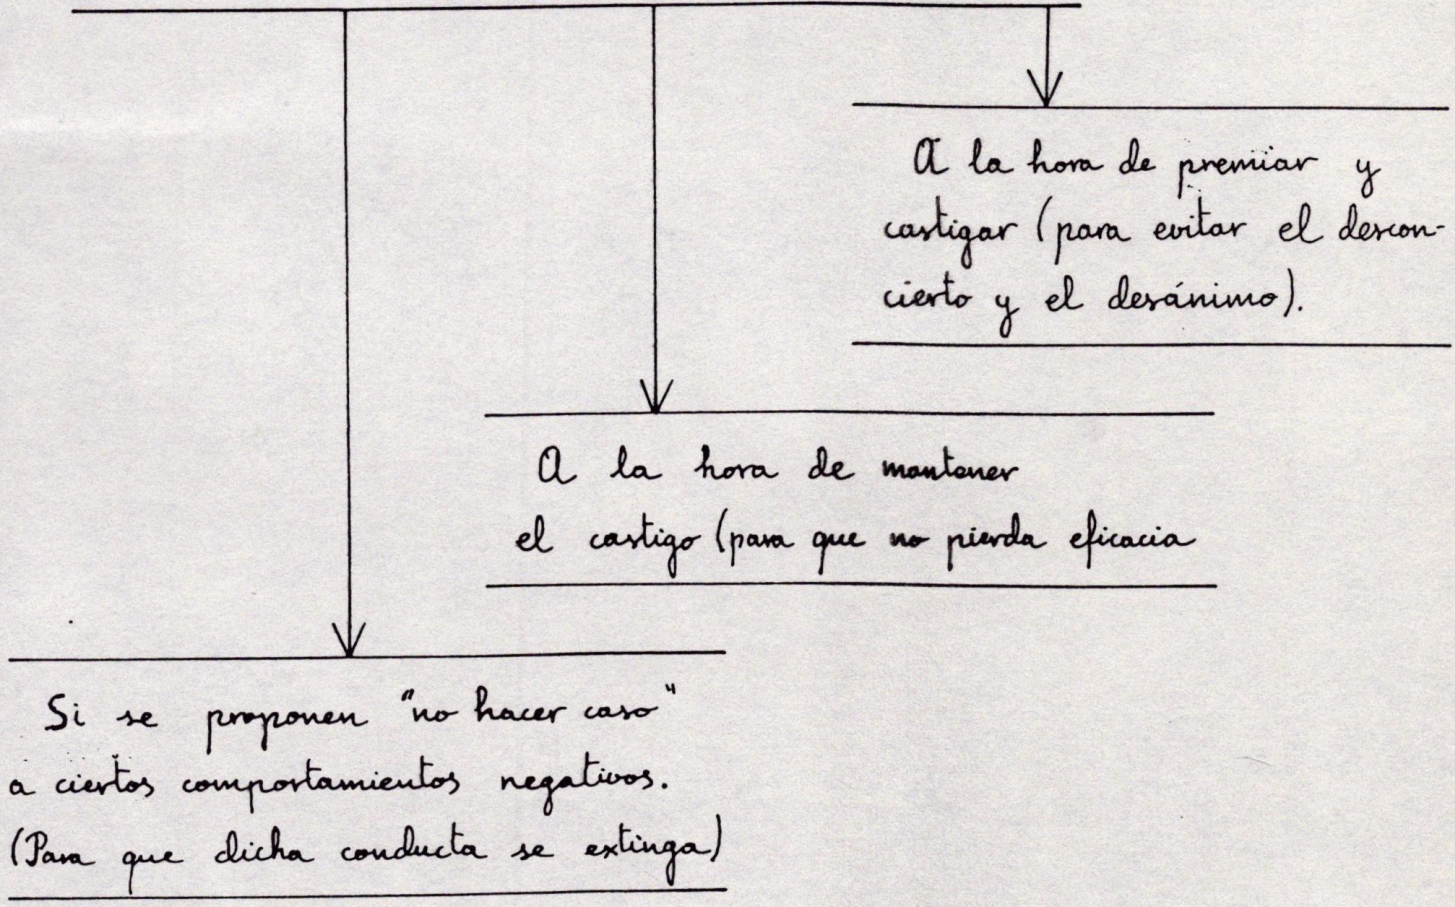 A la hora de premiar y
castigar (para evitar el descon-
cierto y el desánimo).
A la hora de mantener
el castigo (para que no pierda eficacia
Si se proponen "no hacer caso"
a ciertos comportamientos negativos.
(Para que dicha conducta se extinga)